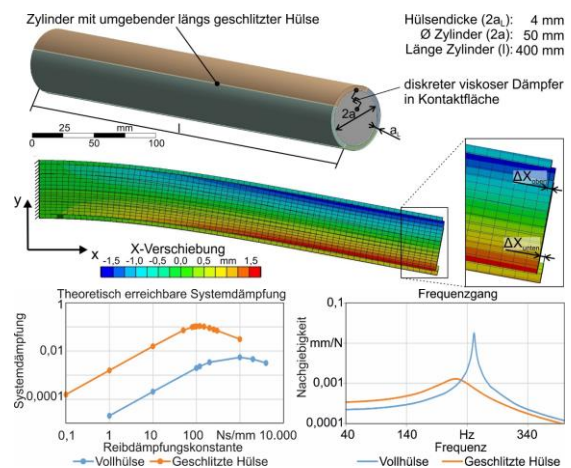 Zylinder mit umgebender längs geschlitzter Hülse
Hülsendicke (2aL): 4 mm
Ø Zylinder (2a): 50 mm
Länge Zylinder (l): 400 mm
diskreter viskoser Dämpfer
in Kontaktfläche
2a
l
aL
25 75
0 50 mm 100
ΔXoben
ΔXunten
y
x
X-Verschiebung
-1,5 -1,0 -0,5 0,0 0,5 mm 1,5
Theoretisch erreichbare Systemdämpfung
Systemdämpfung
1
0,01
0,0001
0,1 1 10 100 Ns/mm 10.000
Reibdämpfungskonstante
Vollhülse Geschlitzte Hülse
Frequenzgang
Nachgiebigkeit
0,1
mm/N
0,001
0,0001
40 140 Hz 340
Frequenz
Vollhülse Geschlitzte Hülse